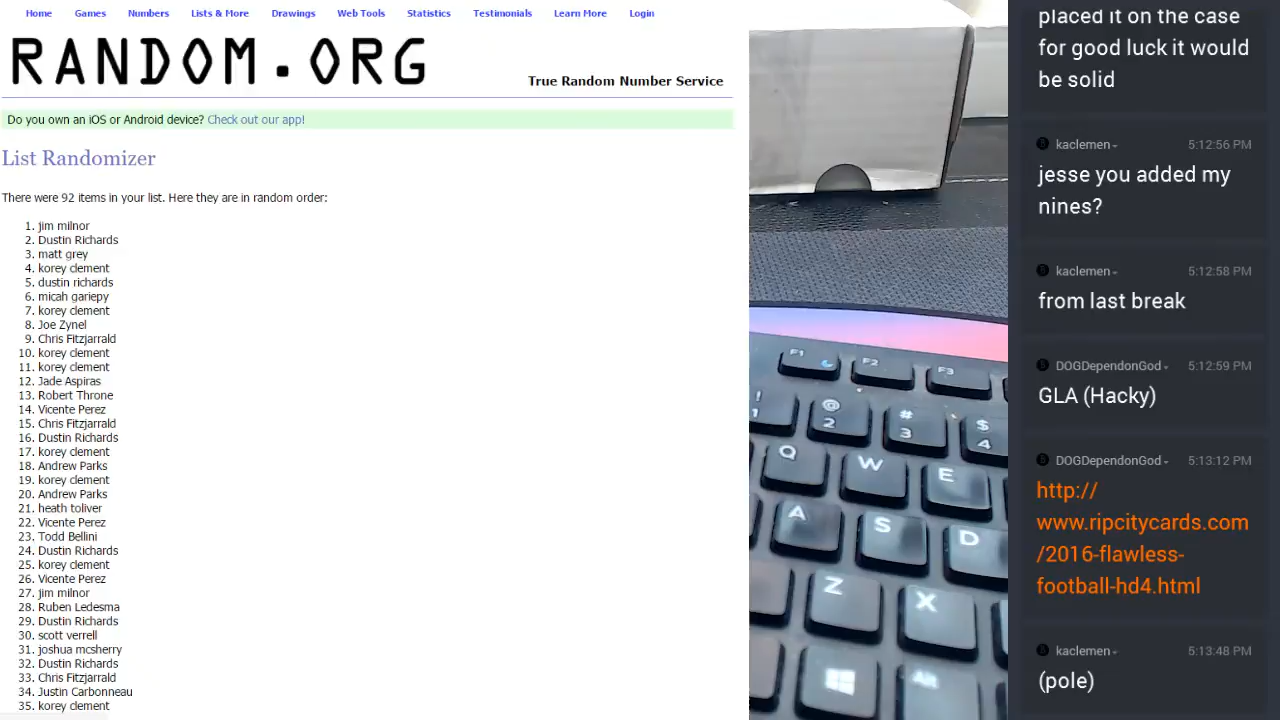 Home Games Numbers Lists & More Drawings Web Tools Statistics Testimonials Learn More Login
RANDOM.ORG
True Random Number Service
Do you own an iOS or Android device? Check out our app!
List Randomizer
There were 92 items in your list. Here they are in random order:
1. jim milnor
2. Dustin Richards
3. matt grey
4. korey clement
5. dustin richards
6. micah gariepy
7. korey clement
8. Joe Zynel
9. Chris Fitzjarrald
10. korey clement
11. korey clement
12. Jade Aspiras
13. Robert Throne
14. Vicente Perez
15. Chris Fitzjarrald
16. Dustin Richards
17. korey clement
18. Andrew Parks
19. korey clement
20. Andrew Parks
21. heath toliver
22. Vicente Perez
23. Todd Bellini
24. Dustin Richards
25. korey clement
26. Vicente Perez
27. jim milnor
28. Ruben Ledesma
29. Dustin Richards
30. scott verrell
31. joshua mcsherry
32. Dustin Richards
33. Chris Fitzjarrald
34. Justin Carbonneau
35. korey clement
F1 F2 F3
! @ # $
1 2 3 4
Q W E
A S D
Z X
Alt
placed it on the case
for good luck it would
be solid
kaclemen 5:12:56 PM
jesse you added my
nines?
kaclemen 5:12:58 PM
from last break
DOGDependonGod 5:12:59 PM
GLA (Hacky)
DOGDependonGod 5:13:12 PM
http://
www.ripcitycards.com
/2016-flawless-
football-hd4.html
kaclemen 5:13:48 PM
(pole)